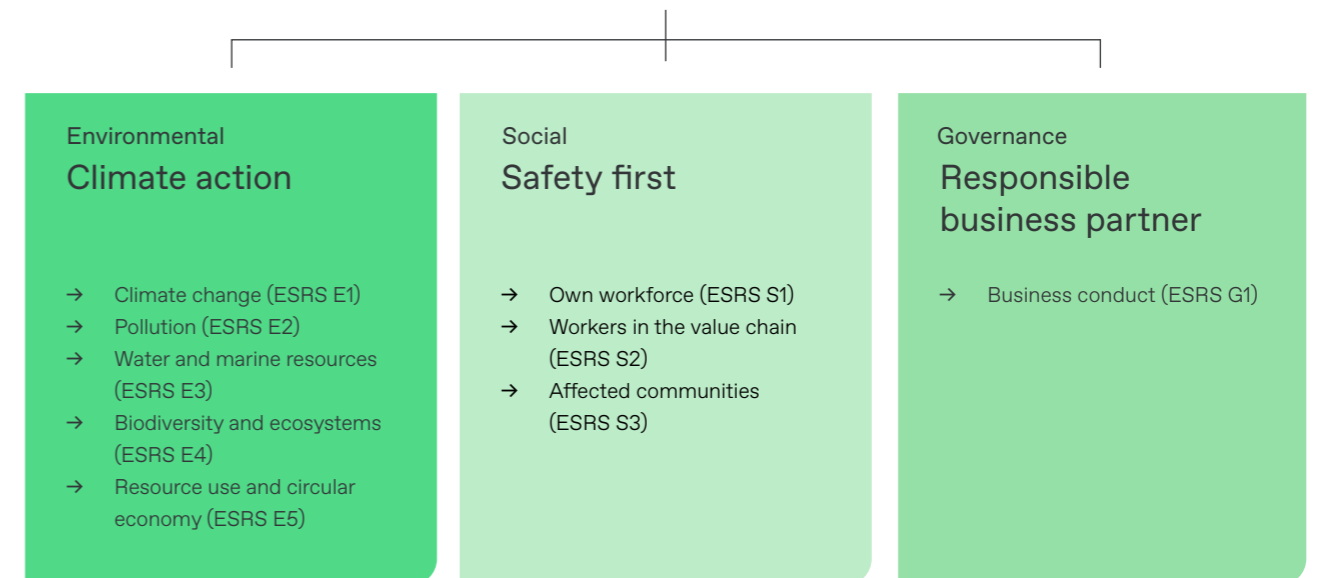 Environmental
Climate action
→ Climate change (ESRS E1)
→ Pollution (ESRS E2)
→ Water and marine resources
(ESRS E3)
→ Biodiversity and ecosystems
(ESRS E4)
→ Resource use and circular
economy (ESRS E5)
Social
Safety first
→ Own workforce (ESRS S1)
→ Workers in the value chain
(ESRS S2)
→ Affected communities
(ESRS S3)
Governance
Responsible
business partner
→ Business conduct (ESRS G1)